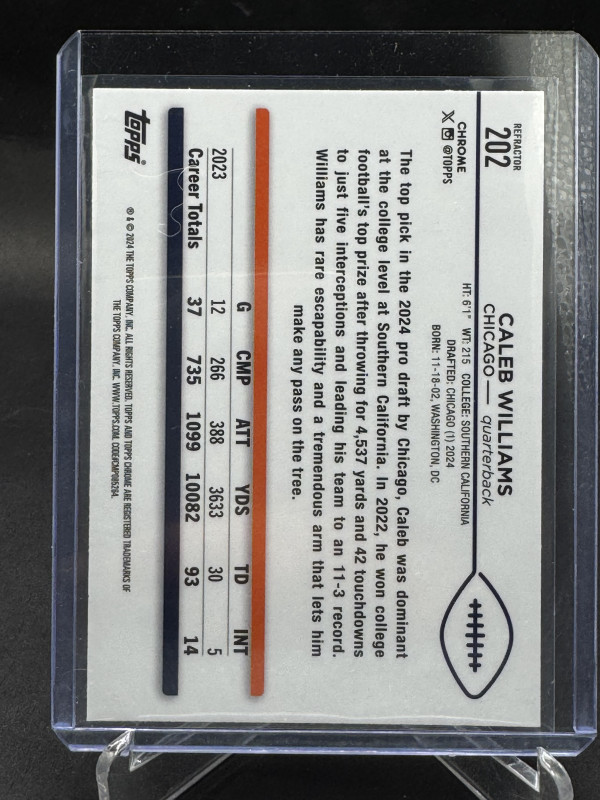 REFRACTOR
202
CHROME
X @TOPPS
CALEB WILLIAMS
CHICAGO — quarterback
HT: 6'1" WT: 215 COLLEGE: SOUTHERN CALIFORNIA
DRAFTED: CHICAGO (1) 2024
BORN: 11-18-02, WASHINGTON, DC
The top pick in the 2024 pro draft by Chicago, Caleb was dominant
at the college level at Southern California. In 2022, he won college
football's top prize after throwing for 4,537 yards and 42 touchdowns
to just five interceptions and leading his team to an 11-3 record.
Williams has rare escapability and a tremendous arm that lets him
make any pass on the tree.
G CMP ATT YDS TD INT
2023 12 266 388 3633 30 5
Career Totals 37 735 1099 10082 93 14
topps®
® & © 2024 THE TOPPS COMPANY, INC. ALL RIGHTS RESERVED. TOPPS AND TOPPS CHROME ARE REGISTERED TRADEMARKS OF
THE TOPPS COMPANY, INC. WWW.TOPPS.COM. CODE#CMP085264.